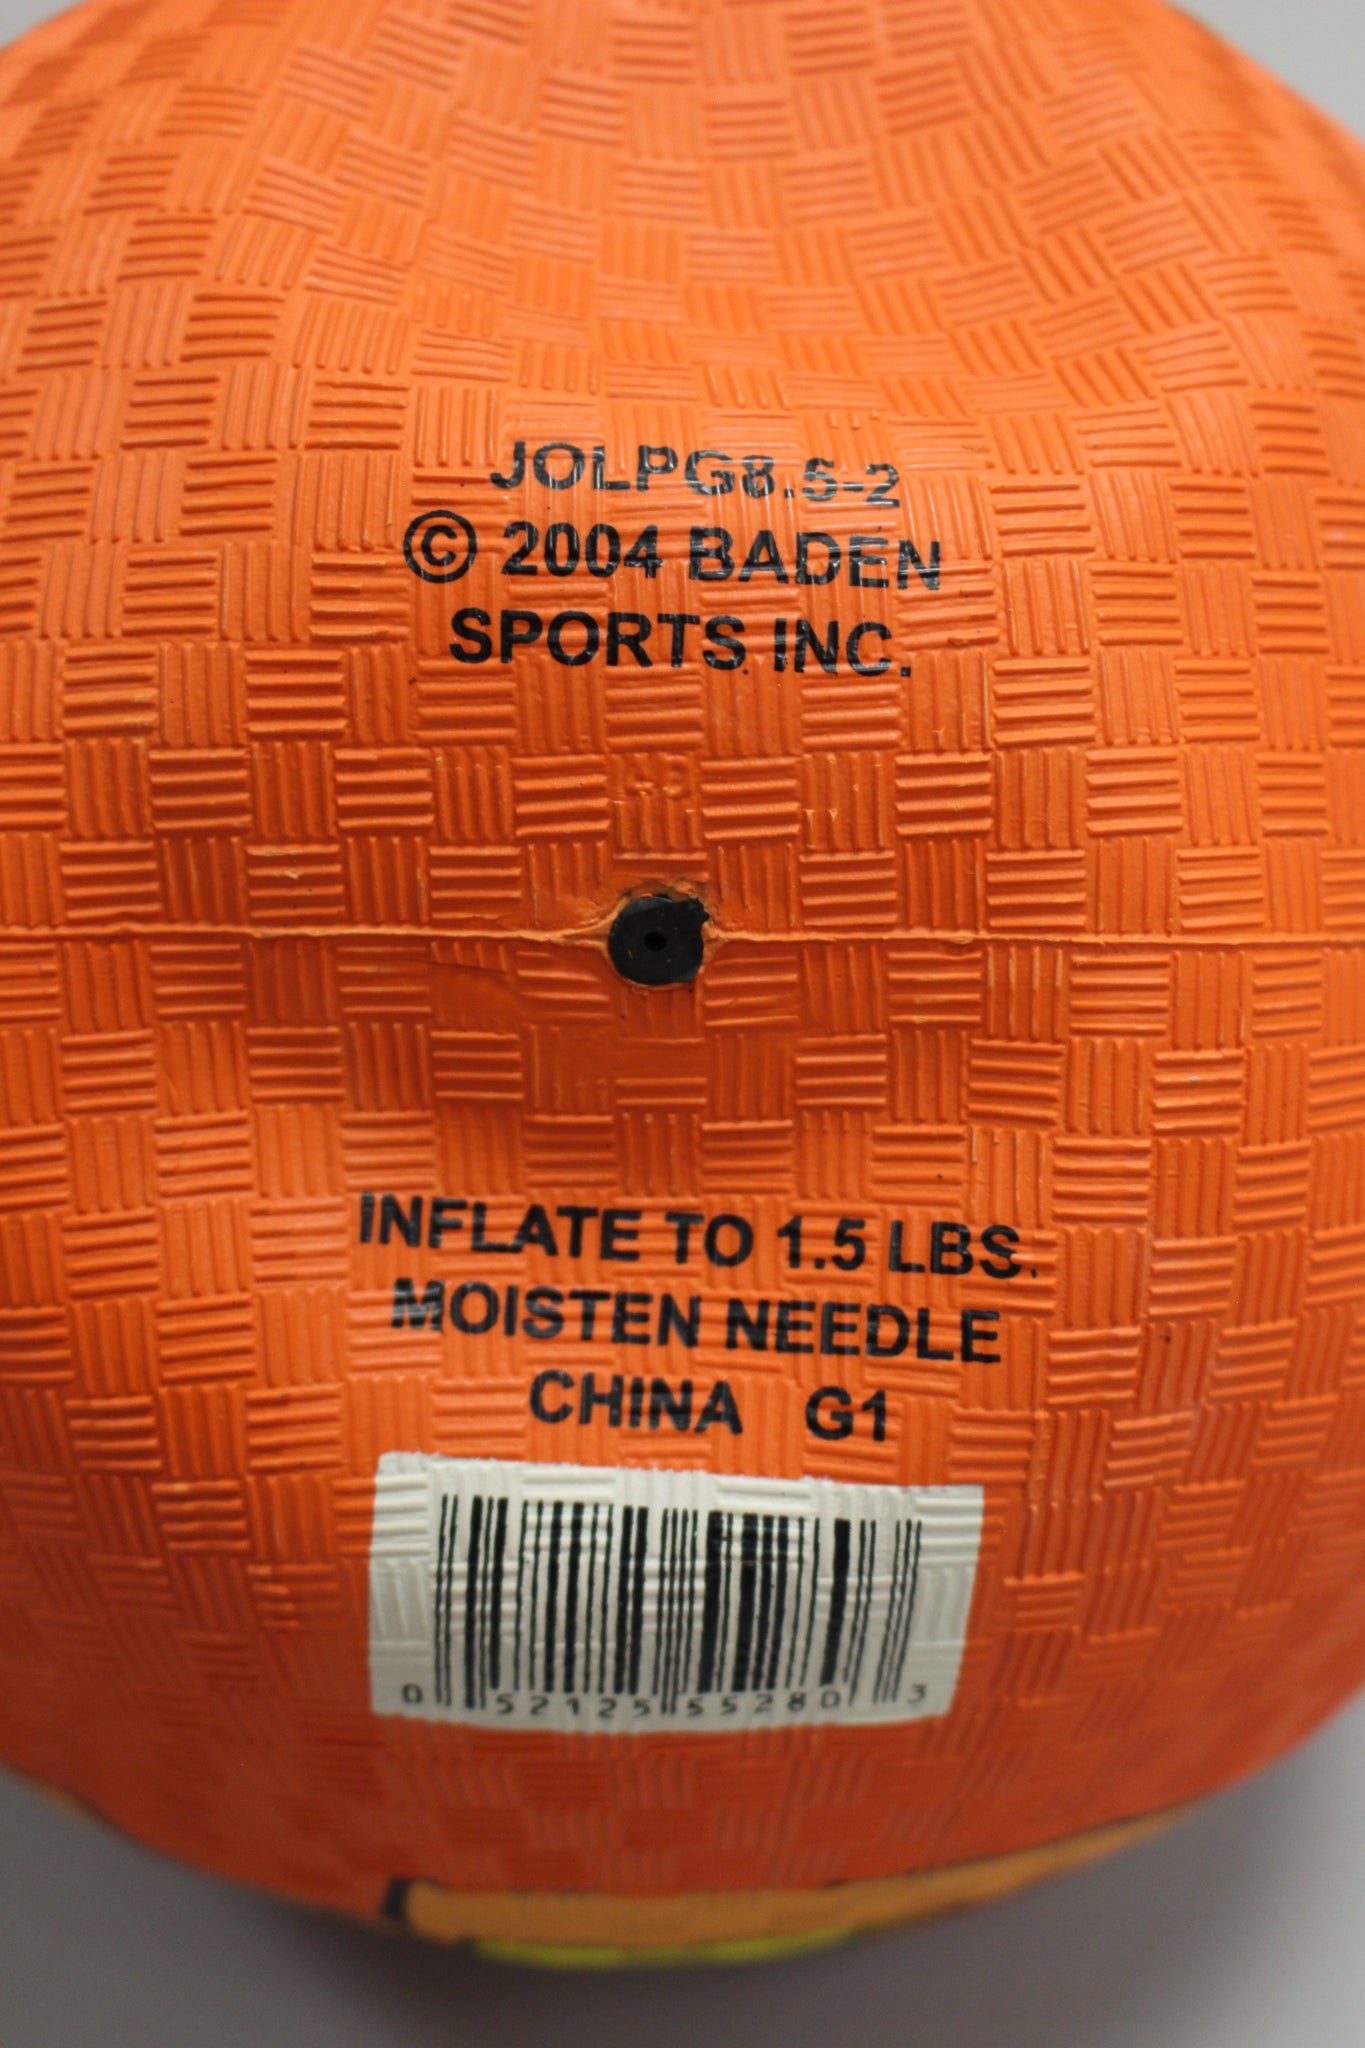 JOLPG8.5-2
© 2004 BADEN
SPORTS INC.
INFLATE TO 1.5 LBS.
MOISTEN NEEDLE
CHINA G1
0 52125 55280 3